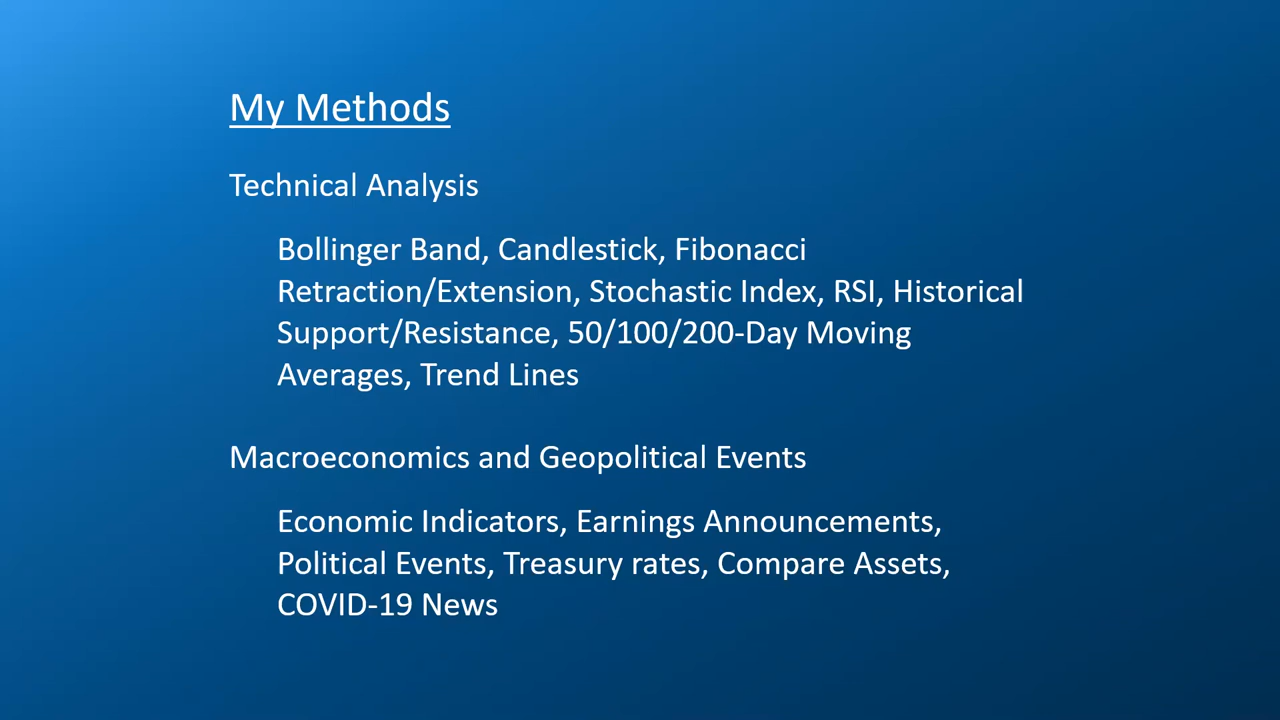 My Methods
Technical Analysis
Bollinger Band, Candlestick, Fibonacci
Retraction/Extension, Stochastic Index, RSI, Historical
Support/Resistance, 50/100/200-Day Moving
Averages, Trend Lines
Macroeconomics and Geopolitical Events
Economic Indicators, Earnings Announcements,
Political Events, Treasury rates, Compare Assets,
COVID-19 News